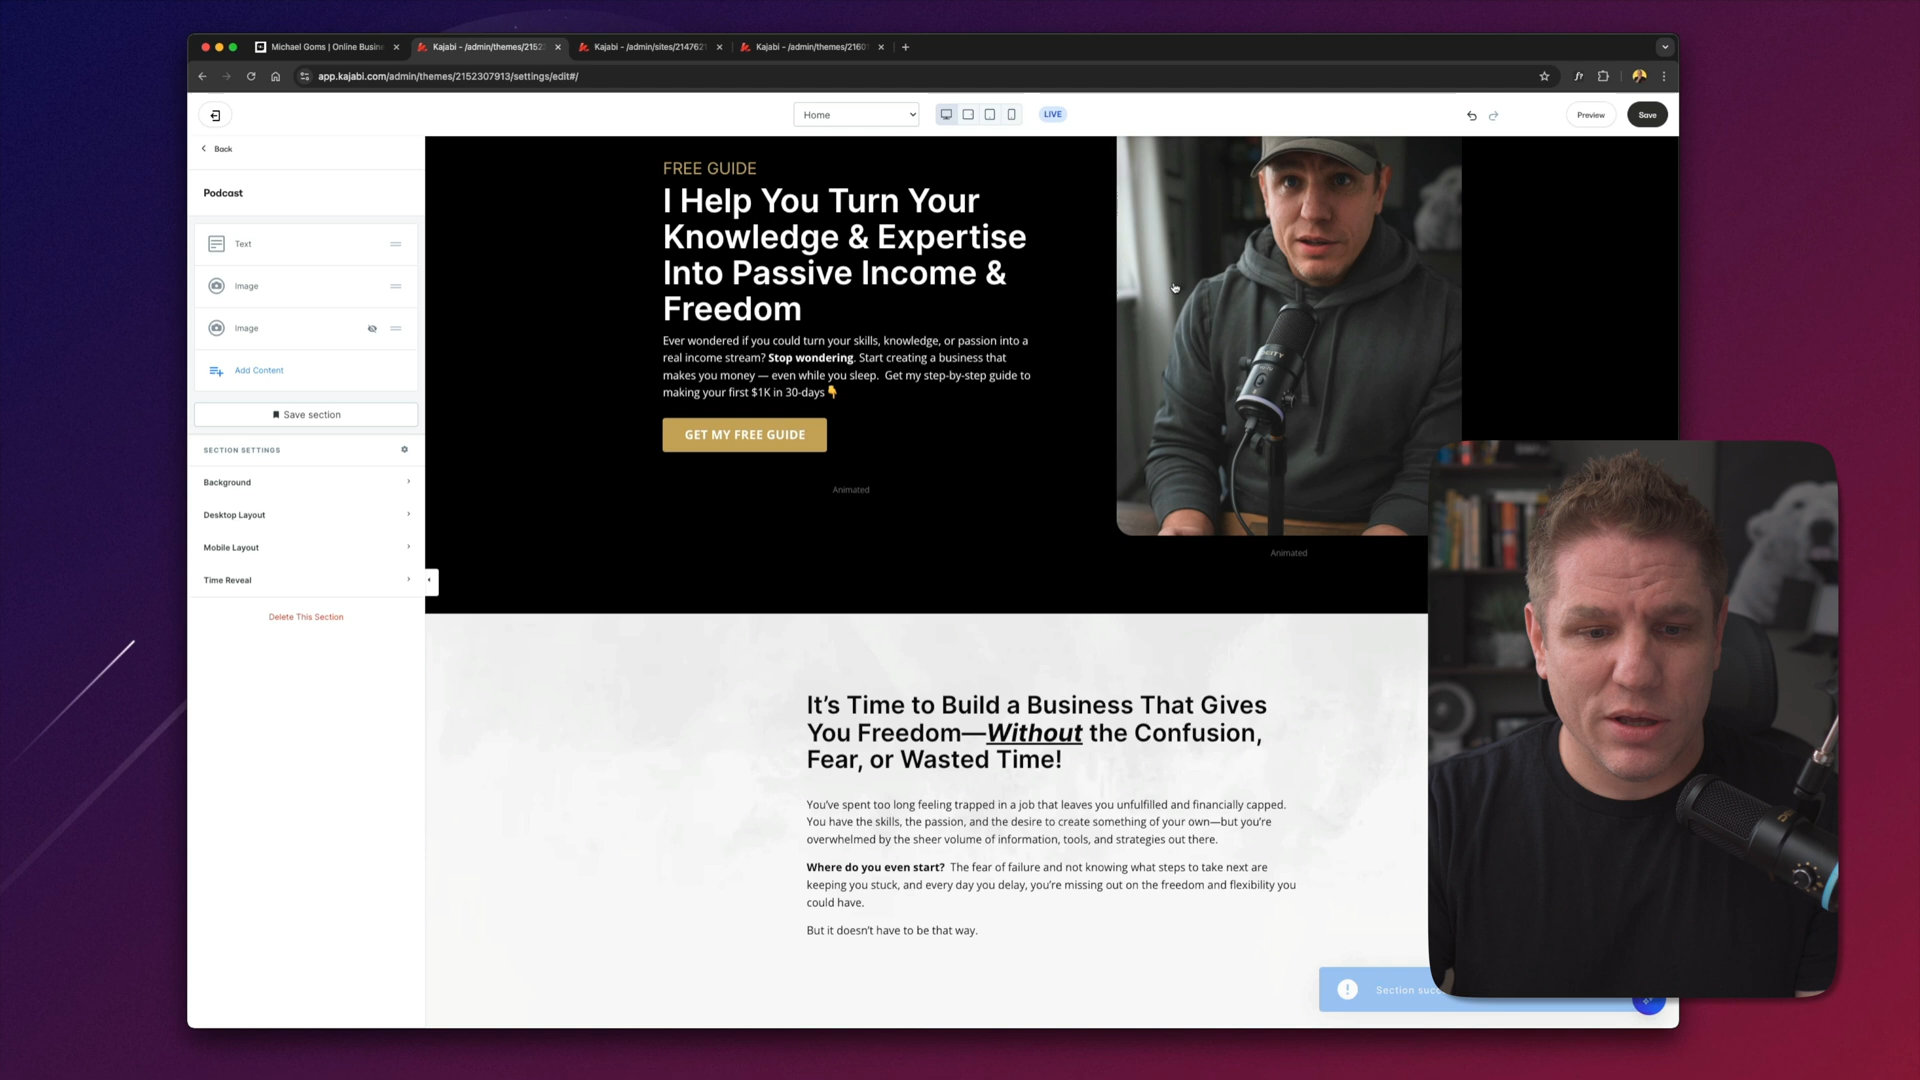 Michael Goms | Online Busin
Kajabi - /admin/themes/2152
Kajabi - /admin/sites/2147621
Kajabi - /admin/themes/2160
app.kajabi.com/admin/themes/2152307913/settings/edit#/
Home
LIVE
Preview
Save
Back
Podcast
Text
Image
Image
Add Content
Save section
SECTION SETTINGS
Background
Desktop Layout
Mobile Layout
Time Reveal
Delete This Section
FREE GUIDE
I Help You Turn Your
Knowledge & Expertise
Into Passive Income &
Freedom
Ever wondered if you could turn your skills, knowledge, or passion into a
real income stream? Stop wondering. Start creating a business that
makes you money — even while you sleep. Get my step-by-step guide to
making your first $1K in 30-days👇
GET MY FREE GUIDE
Animated
Animated
It's Time to Build a Business That Gives
You Freedom—Without the Confusion,
Fear, or Wasted Time!
You've spent too long feeling trapped in a job that leaves you unfulfilled and financially capped.
You have the skills, the passion, and the desire to create something of your own—but you're
overwhelmed by the sheer volume of information, tools, and strategies out there.
Where do you even start? The fear of failure and not knowing what steps to take next are
keeping you stuck, and every day you delay, you're missing out on the freedom and flexibility you
could have.
But it doesn't have to be that way.
Section succ